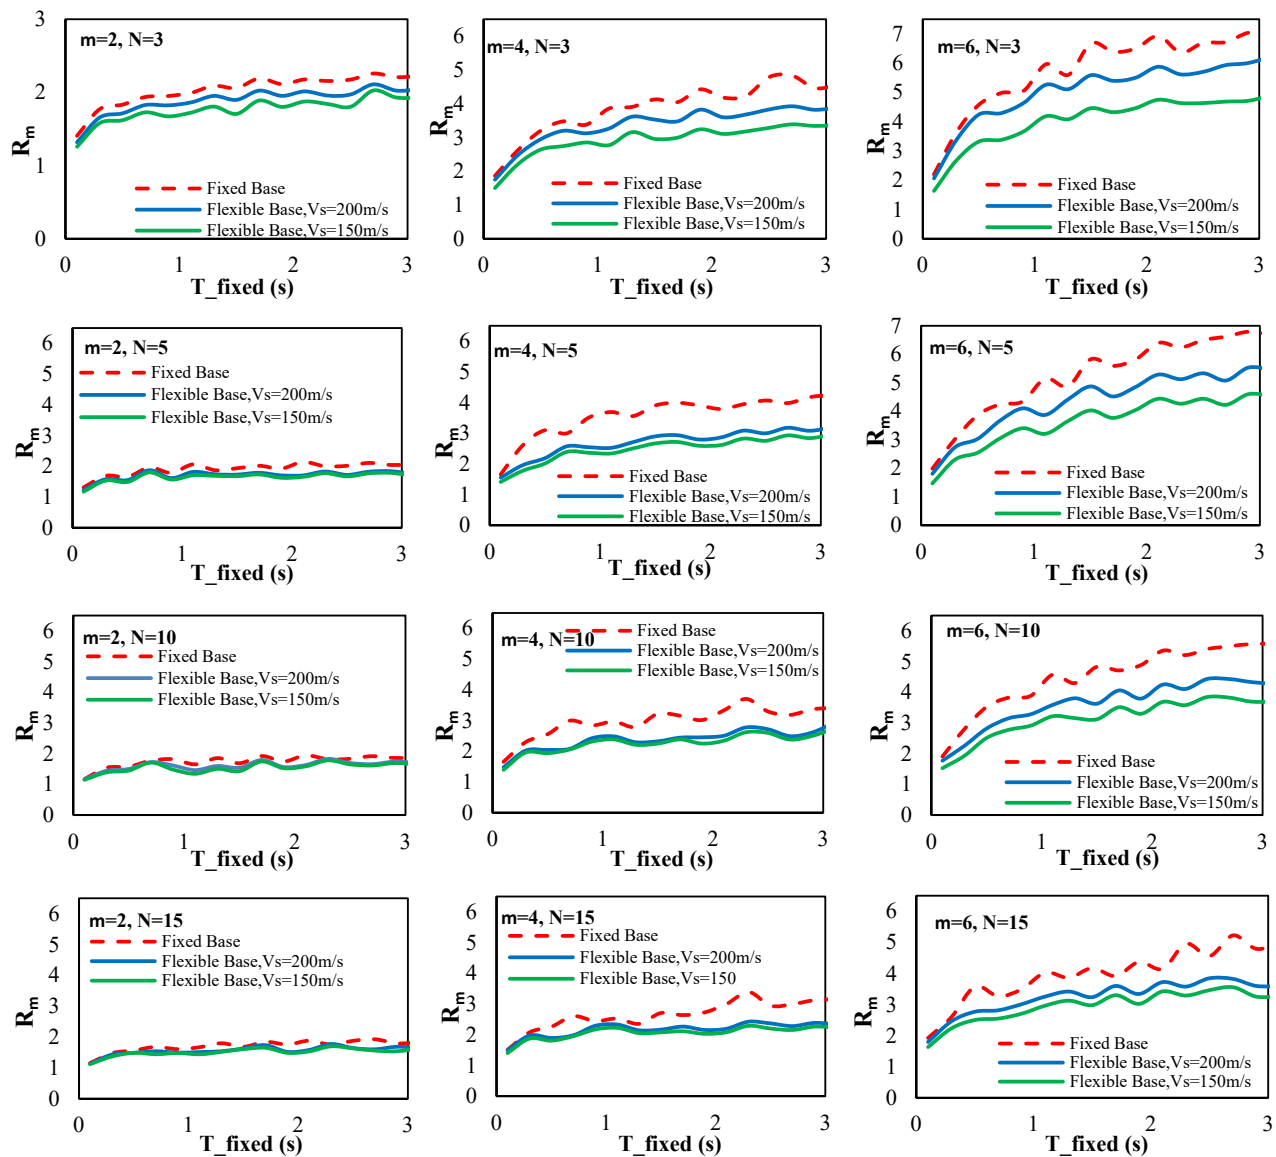 m=2, N=3
3
2
1
0
R_m
Fixed Base
Flexible Base,Vs=200m/s
Flexible Base,Vs=150m/s
0 1 2 3
T_fixed (s)
m=4, N=3
6
5
4
3
2
1
0
R_m
Fixed Base
Flexible Base,Vs=200m/s
Flexible Base,Vs=150m/s
0 1 2 3
T_fixed (s)
m=6, N=3
7
6
5
4
3
2
1
0
R_m
Fixed Base
Flexible Base,Vs=200m/s
Flexible Base,Vs=150m/s
0 1 2 3
T_fixed (s)
m=2, N=5
6
5
4
3
2
1
0
R_m
Fixed Base
Flexible Base,Vs=200m/s
Flexible Base,Vs=150m/s
0 1 2 3
T_fixed (s)
m=4, N=5
6
5
4
3
2
1
0
R_m
Fixed Base
Flexible Base,Vs=200m/s
Flexible Base,Vs=150m/s
0 1 2 3
T_fixed (s)
m=6, N=5
7
6
5
4
3
2
1
0
R_m
Fixed Base
Flexible Base,Vs=200m/s
Flexible Base,Vs=150m/s
0 1 2 3
T_fixed (s)
m=2, N=10
6
5
4
3
2
1
0
R_m
Fixed Base
Flexible Base,Vs=200m/s
Flexible Base,Vs=150m/s
0 1 2 3
T_fixed (s)
m=4, N=10
6
5
4
3
2
1
0
R_m
Fixed Base
Flexible Base,Vs=200m/s
Flexible Base,Vs=150m/s
0 1 2 3
T_fixed (s)
m=6, N=10
6
5
4
3
2
1
0
R_m
Fixed Base
Flexible Base,Vs=200m/s
Flexible Base,Vs=150m/s
0 1 2 3
T_fixed (s)
m=2, N=15
6
5
4
3
2
1
0
R_m
Fixed Base
Flexible Base,Vs=200m/s
Flexible Base,Vs=150m/s
0 1 2 3
T_fixed (s)
m=4, N=15
6
5
4
3
2
1
0
R_m
Fixed Base
Flexible Base,Vs=200m/s
Flexible Base,Vs=150
0 1 2 3
T_fixed (s)
m=6, N=15
6
5
4
3
2
1
0
R_m
Fixed Base
Flexible Base,Vs=200m/s
Flexible Base,Vs=150m/s
0 1 2 3
T_fixed (s)